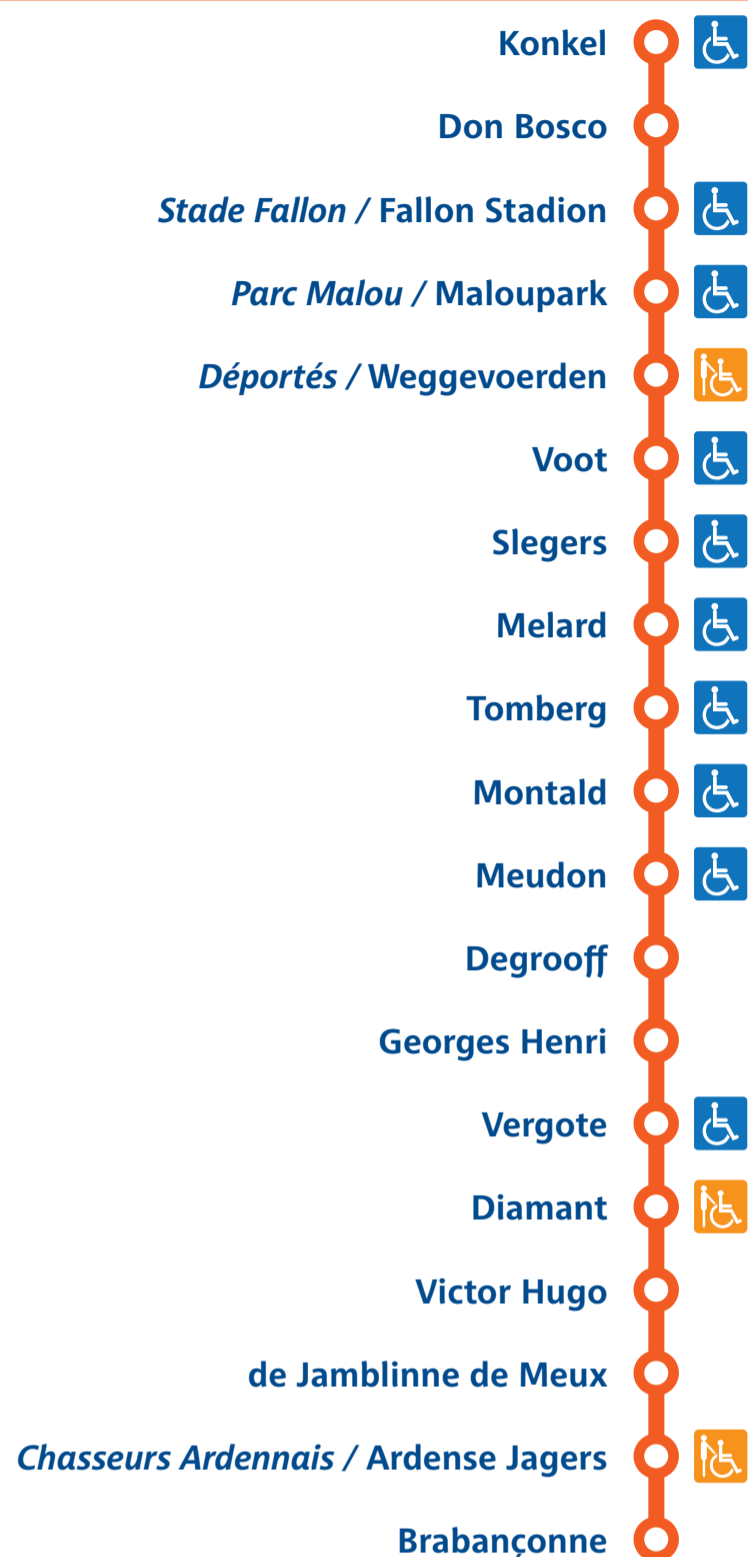 Konkel
Don Bosco
Stade Fallon / Fallon Stadion
Parc Malou / Maloupark
Déportés / Weggevoerden
Voot
Slegers
Melard
Tomberg
Montald
Meudon
Degrooff
Georges Henri
Vergote
Diamant
Victor Hugo
de Jamblinne de Meux
Chasseurs Ardennais / Ardense Jagers
Brabançonne